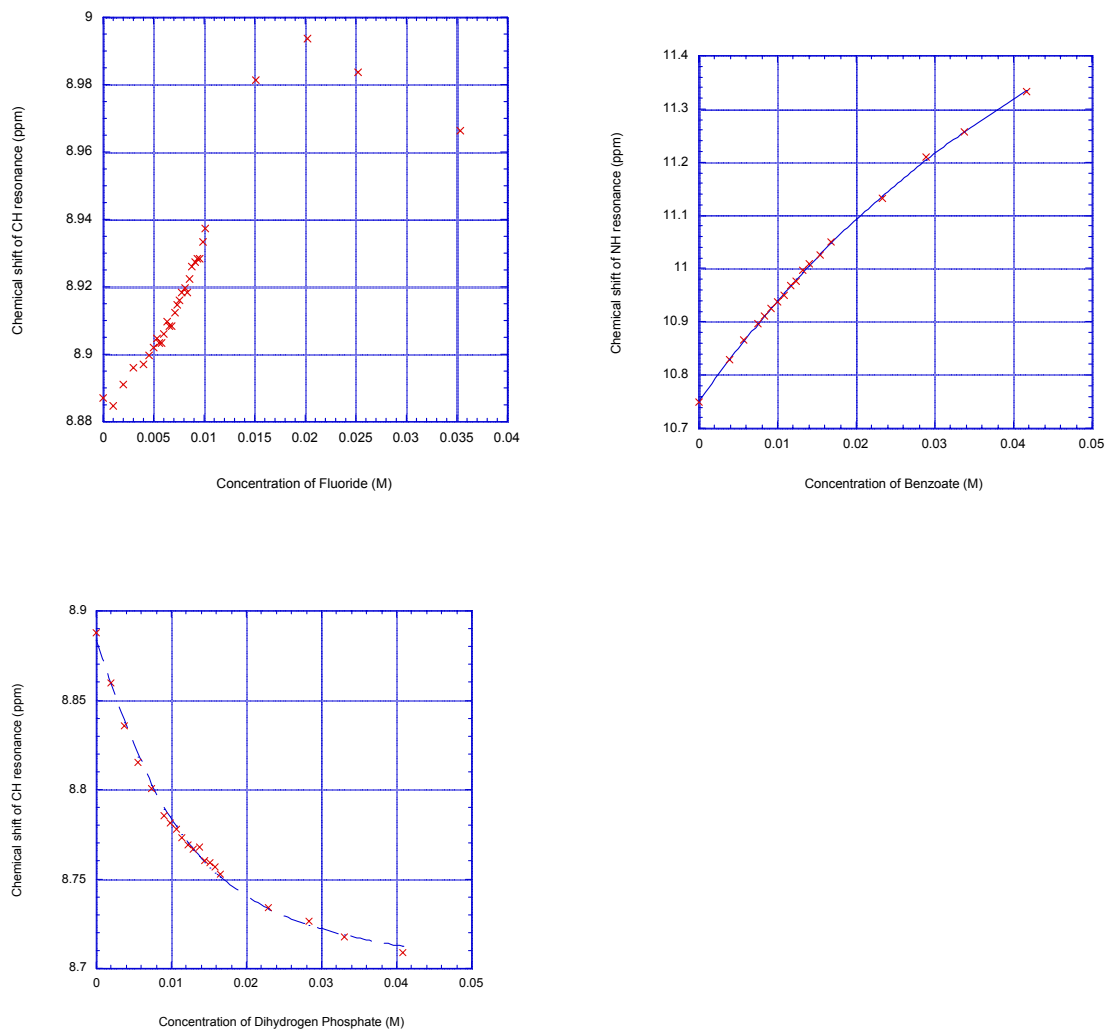 9
8.98
8.96
8.94
8.92
8.9
8.88
0 0.005 0.01 0.015 0.02 0.025 0.03 0.035 0.04
Chemical shift of CH resonance (ppm)
Concentration of Fluoride (M)
11.4
11.3
11.2
11.1
11
10.9
10.8
10.7
0 0.01 0.02 0.03 0.04 0.05
Chemical shift of NH resonance (ppm)
Concentration of Benzoate (M)
8.9
8.85
8.8
8.75
8.7
0 0.01 0.02 0.03 0.04 0.05
Chemical shift of CH resonance (ppm)
Concentration of Dihydrogen Phosphate (M)